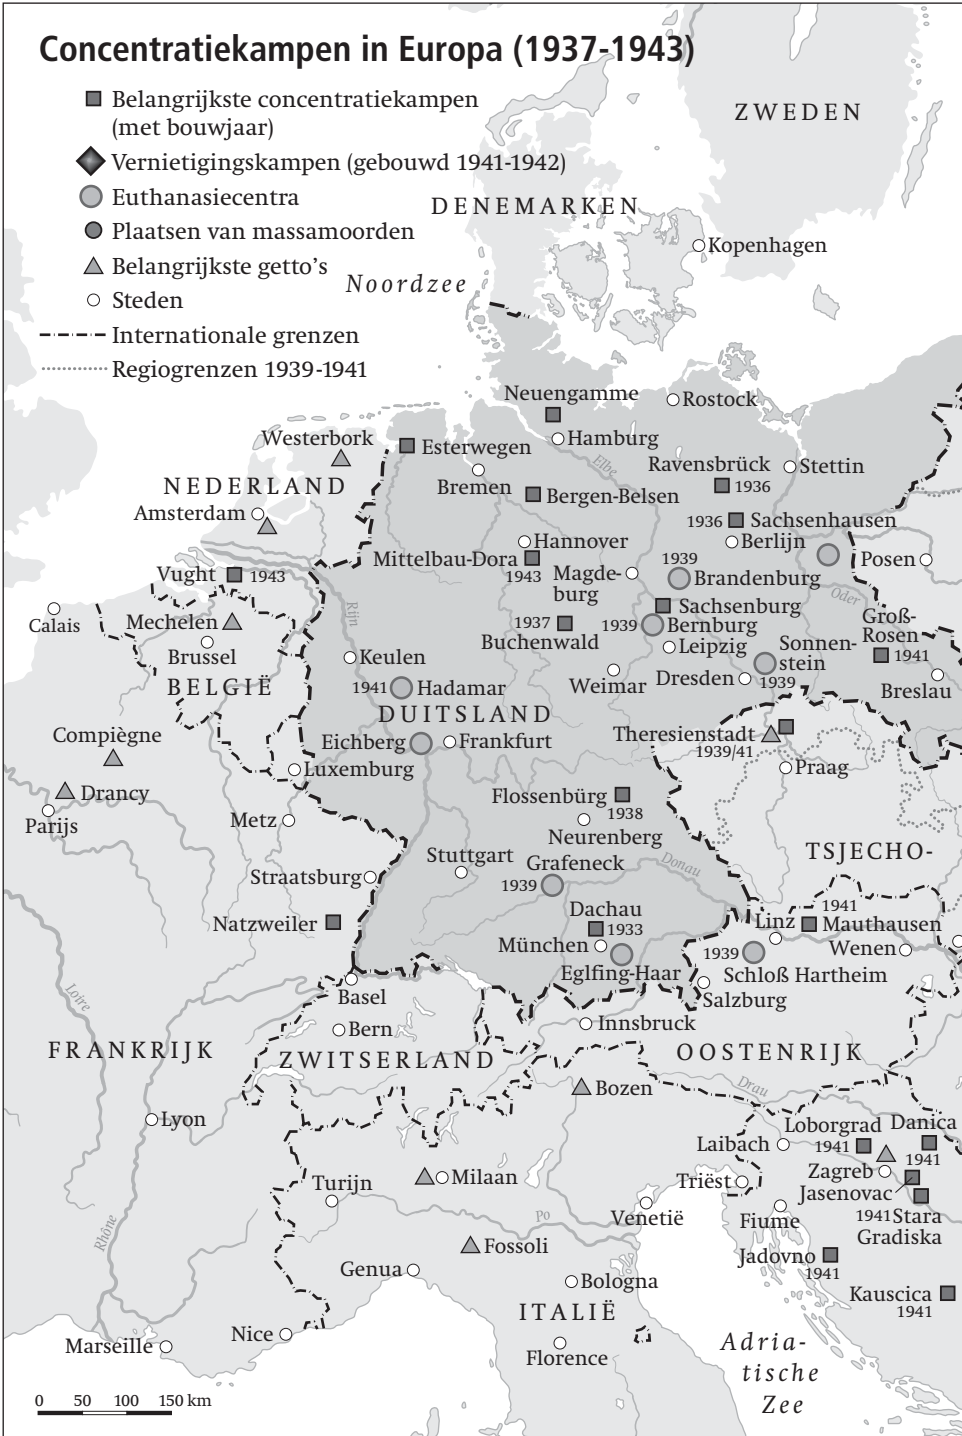 Concentratiekampen in Europa (1937-1943)
Belangrijkste concentratiekampen
(met bouwjaar)
Vernietigingskampen (gebouwd 1941-1942)
Euthanasiecentra
Plaatsen van massamoorden
Belangrijkste getto's
Steden
Internationale grenzen
Regiogrenzen 1939-1941
ZWEDEN
DENEMARKEN
Kopenhagen
Noordzee
Neuengamme
Rostock
Hamburg
Westerbork
Esterwegen
Elbe
Ravensbrück
1936
Stettin
NEDERLAND
Bremen
Bergen-Belsen
Amsterdam
1936
Sachsenhausen
Hannover
Berlijn
Mittelbau-Dora
1943
Posen
Vught
1943
Magde-
burg
1939
Brandenburg
Calais
Mechelen
Rijn
1937
Buchenwald
Sachsenburg
1939
Bernburg
Oder
Groß-
Rosen
1941
Brussel
Keulen
Leipzig
Sonnen-
stein
1939
BELGIË
1941
Hadamar
Weimar
Dresden
Breslau
DUITSLAND
Compiègne
Eichberg
Frankfurt
Theresienstadt
1939/41
Luxemburg
Praag
Drancy
Parijs
Metz
Flossenbürg
1938
Neurenberg
TSJECHO-
Stuttgart
Grafeneck
1939
Donau
Straatsburg
Natzweiler
Dachau
1933
1941
Linz
Mauthausen
München
Wenen
Eglfing-Haar
1939
Schloß Hartheim
Basel
Salzburg
Loire
Bern
Innsbruck
FRANKRIJK
ZWITSERLAND
OOSTENRIJK
Bozen
Drau
Lyon
Loborgrad
1941
Danica
1941
Laibach
Zagreb
Milaan
Turijn
Triëst
Jasenovac
1941
Stara
Gradiska
Venetië
Fiume
Rhône
Po
Fossoli
Jadovno
1941
Genua
Bologna
Kauscica
1941
ITALIË
Nice
Marseille
Florence
Adria-
tische
Zee
0 50 100 150 km